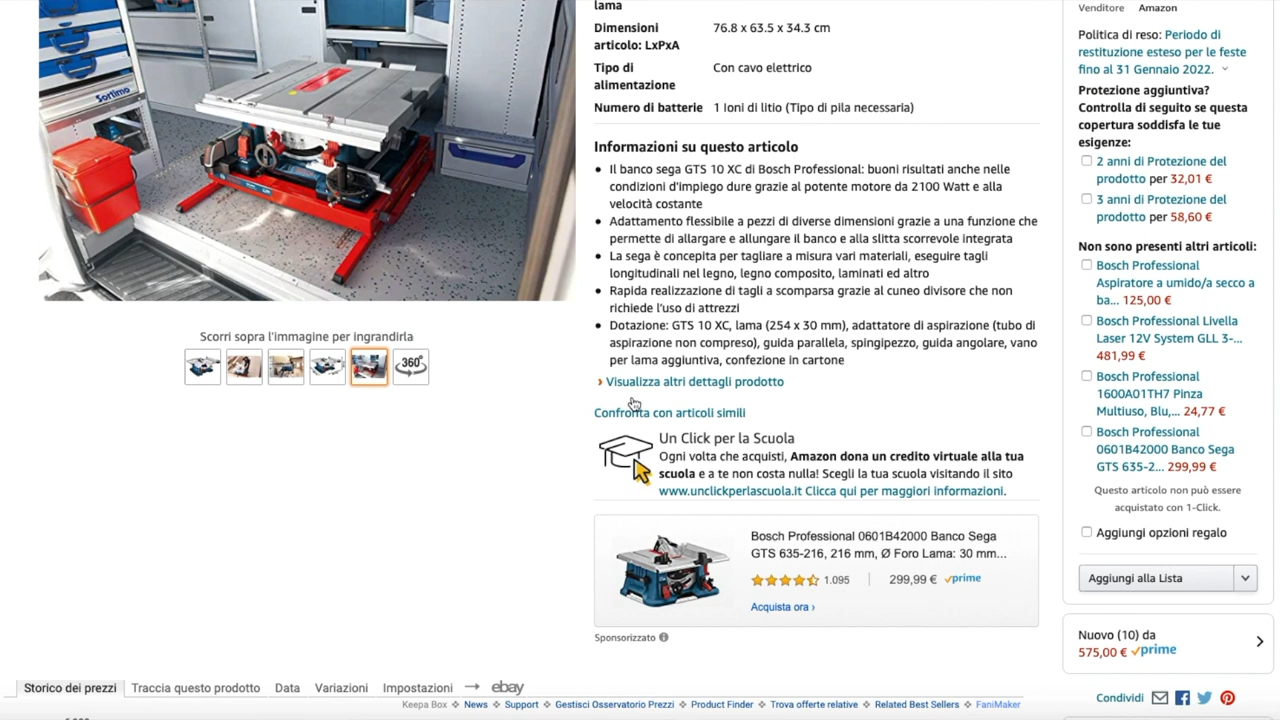 Sortimo
Scorri sopra l'immagine per ingrandirla
360°
lama
Dimensioni
articolo: LxPxA
76.8 x 63.5 x 34.3 cm
Tipo di
alimentazione
Con cavo elettrico
Numero di batterie
1 Ioni di litio (Tipo di pila necessaria)
Informazioni su questo articolo
Il banco sega GTS 10 XC di Bosch Professional: buoni risultati anche nelle
condizioni d'impiego dure grazie al potente motore da 2100 Watt e alla
velocità costante
Adattamento flessibile a pezzi di diverse dimensioni grazie a una funzione che
permette di allargare e allungare il banco e alla slitta scorrevole integrata
La sega è concepita per tagliare a misura vari materiali, eseguire tagli
longitudinali nel legno, legno composito, laminati ed altro
Rapida realizzazione di tagli a scomparsa grazie al cuneo divisore che non
richiede l'uso di attrezzi
Dotazione: GTS 10 XC, lama (254 x 30 mm), adattatore di aspirazione (tubo di
aspirazione non compreso), guida parallela, spingipezzo, guida angolare, vano
per lama aggiuntiva, confezione in cartone
› Visualizza altri dettagli prodotto
Confronta con articoli simili
Un Click per la Scuola
Ogni volta che acquisti, Amazon dona un credito virtuale alla tua
scuola e a te non costa nulla! Scegli la tua scuola visitando il sito
www.unclickperlascuola.it Clicca qui per maggiori informazioni.
Bosch Professional 0601B42000 Banco Sega
GTS 635-216, 216 mm, Ø Foro Lama: 30 mm...
1.095 | 299,99 € prime
Acquista ora ›
Sponsorizzato
Venditore Amazon
Politica di reso: Periodo di
restituzione esteso per le feste
fino al 31 Gennaio 2022.
Protezione aggiuntiva?
Controlla di seguito se questa
copertura soddisfa le tue
esigenze:
2 anni di Protezione del
prodotto per 32,01 €
3 anni di Protezione del
prodotto per 58,60 €
Non sono presenti altri articoli:
Bosch Professional
Aspiratore a umido/a secco a
ba... 125,00 €
Bosch Professional Livella
Laser 12V System GLL 3-...
481,99 €
Bosch Professional
1600A01TH7 Pinza
Multiuso, Blu,... 24,77 €
Bosch Professional
0601B42000 Banco Sega
GTS 635-2... 299,99 €
Questo articolo non può essere
acquistato con 1-Click.
Aggiungi opzioni regalo
Aggiungi alla Lista
Nuovo (10) da
575,00 € prime
Condividi
Storico dei prezzi Traccia questo prodotto Data Variazioni Impostazioni → ebay
Keepa Box ❖ News ❖ Support ❖ Gestisci Osservatorio Prezzi ❖ Product Finder ❖ Trova offerte relative ❖ Related Best Sellers ❖ FaniMaker